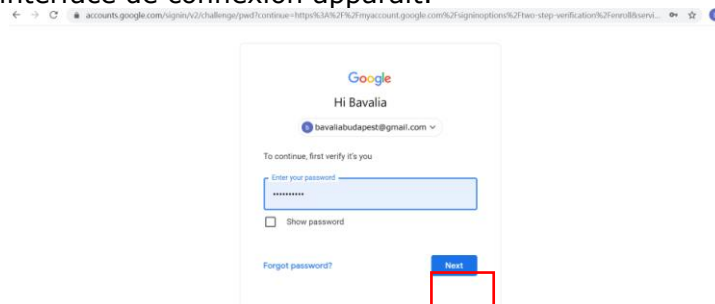 interface de connexion apparaît.
accounts.google.com/signin/v2/challenge/pwd?continue=https%3A%2F%2Fmyaccount.google.com%2Fsigninoptions%2Ftwo-step-verification%2Fenroll&servi...
Google
Hi Bavalia
bavaliabudapest@gmail.com
To continue, first verify it's you
Enter your password
••••••••••
Show password
Forgot password?
Next